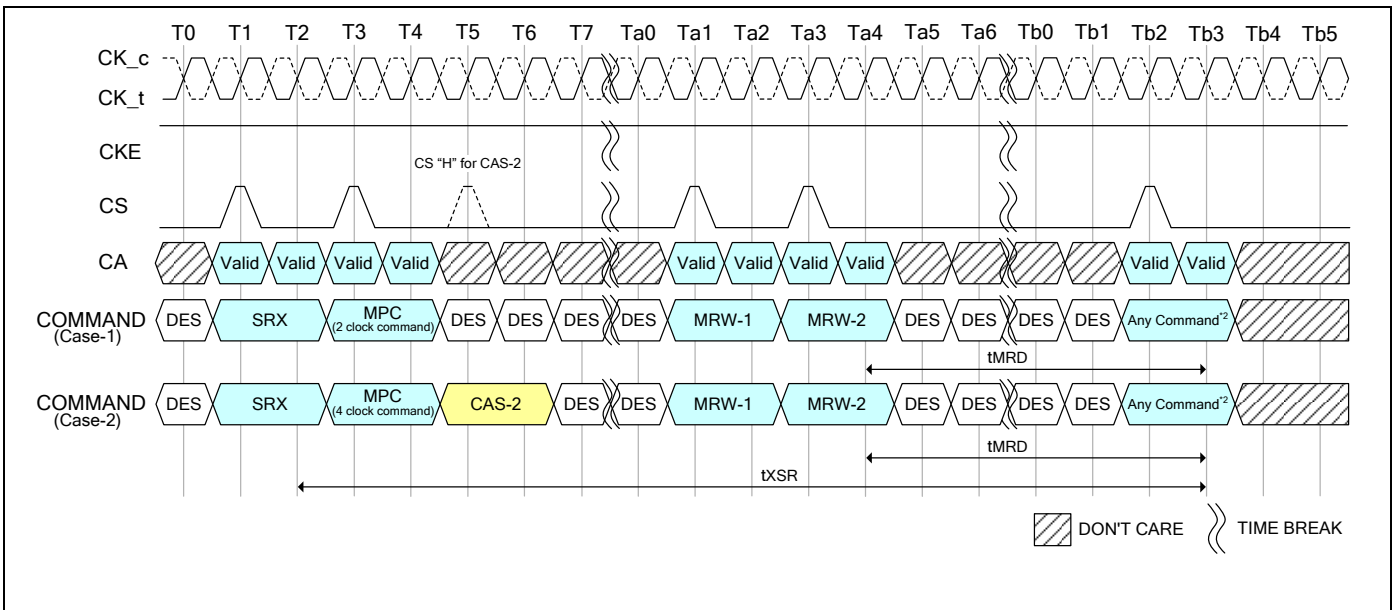 T0 T1 T2 T3 T4 T5 T6 T7 Ta0 Ta1 Ta2 Ta3 Ta4 Ta5 Ta6 Tb0 Tb1 Tb2 Tb3 Tb4 Tb5
CK_c
CK_t
CKE
CS "H" for CAS-2
CS
CA Valid Valid Valid Valid Valid Valid Valid Valid Valid Valid
COMMAND (Case-1) DES SRX MPC (2 clock command) DES DES DES DES MRW-1 MRW-2 DES DES DES DES Any Command*2
tMRD
COMMAND (Case-2) DES SRX MPC (4 clock command) CAS-2 DES DES MRW-1 MRW-2 DES DES DES DES Any Command*2
tMRD
tXSR
DON'T CARE TIME BREAK